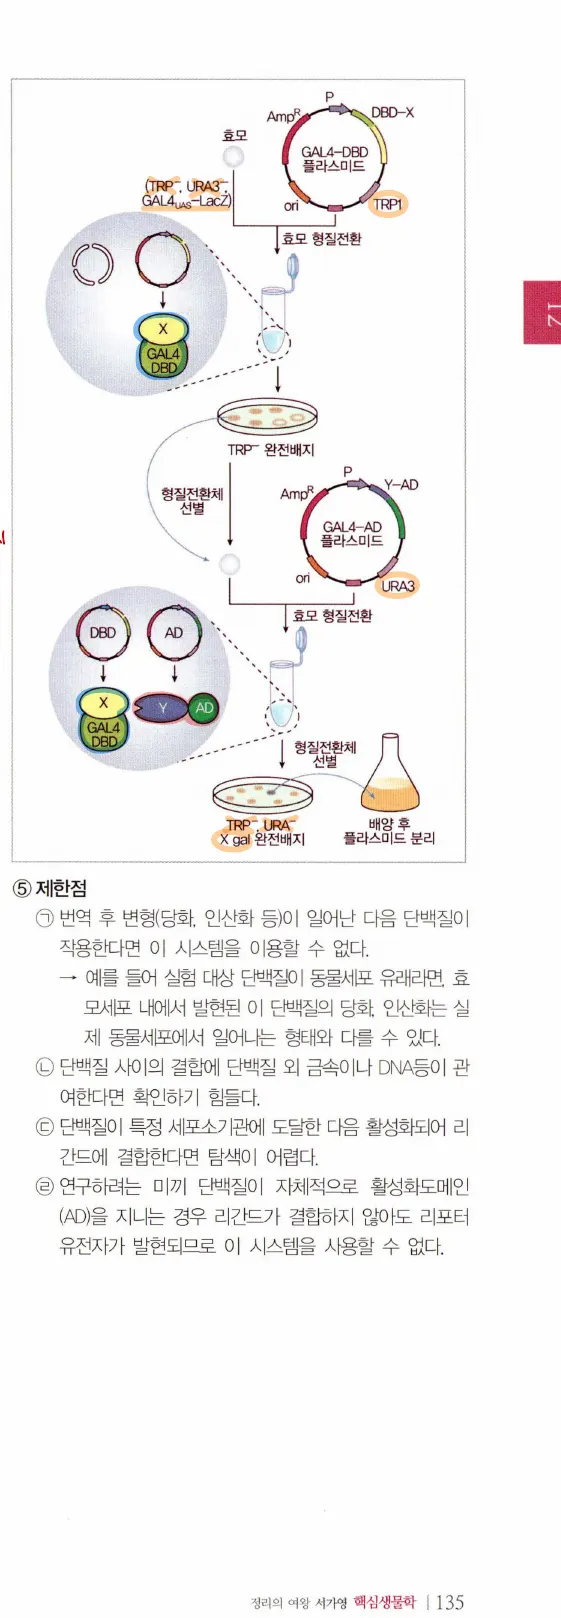 P
Amp^R
DBD-X
효모
GAL4-DBD
플라스미드
(TRP⁻, URA3⁻,
GAL4_UAS-LacZ)
ori
TRP1
효모 형질전환
X
GAL4
DBD
TRP⁻ 완전배지
형질전환체
선별
P
Amp^R
Y-AD
GAL4-AD
플라스미드
ori
URA3
효모 형질전환
DBD
AD
X
GAL4
DBD
Y
AD
형질전환체
선별
TRP⁻, URA⁻
X gal 완전배지
배양 후
플라스미드 분리
⑤ 제한점
㉠ 번역 후 변형(당화, 인산화 등)이 일어난 다음 단백질이
작용한다면 이 시스템을 이용할 수 없다.
→ 예를 들어 실험 대상 단백질이 동물세포 유래라면, 효
모세포 내에서 발현된 이 단백질의 당화, 인산화는 실
제 동물세포에서 일어나는 형태와 다를 수 있다.
㉡ 단백질 사이의 결합에 단백질 외 금속이나 DNA등이 관
여한다면 확인하기 힘들다.
㉢ 단백질이 특정 세포소기관에 도달한 다음 활성화되어 리
간드에 결합한다면 탐색이 어렵다.
㉣ 연구하려는 미끼 단백질이 자체적으로 활성화도메인
(AD)을 지니는 경우 리간드가 결합하지 않아도 리포터
유전자가 발현되므로 이 시스템을 사용할 수 없다.
정리의 여왕 서가영 핵심생물학 | 135